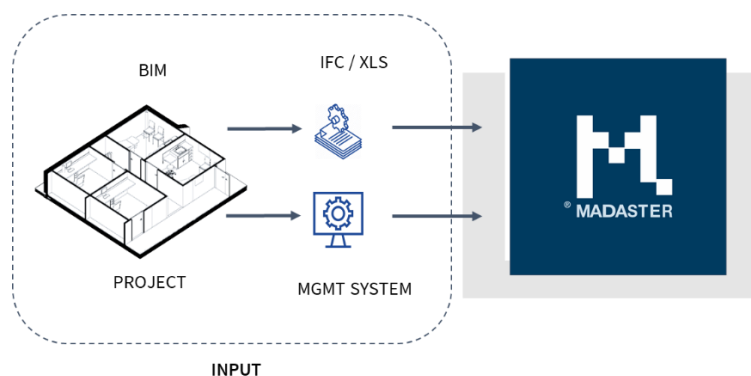 BIM
IFC / XLS
PROJECT
MGMT SYSTEM
INPUT
® MADASTER